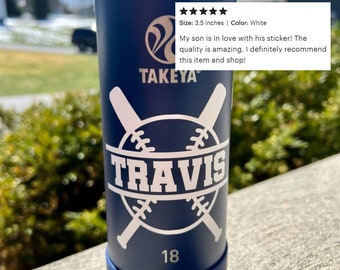 ★★★★★
Size: 3.5 inches | Color: White
My son is in love with his sticker! The
quality is amazing. I definitely recommend
this item and shop!
TAKEYA
TRAVIS
18